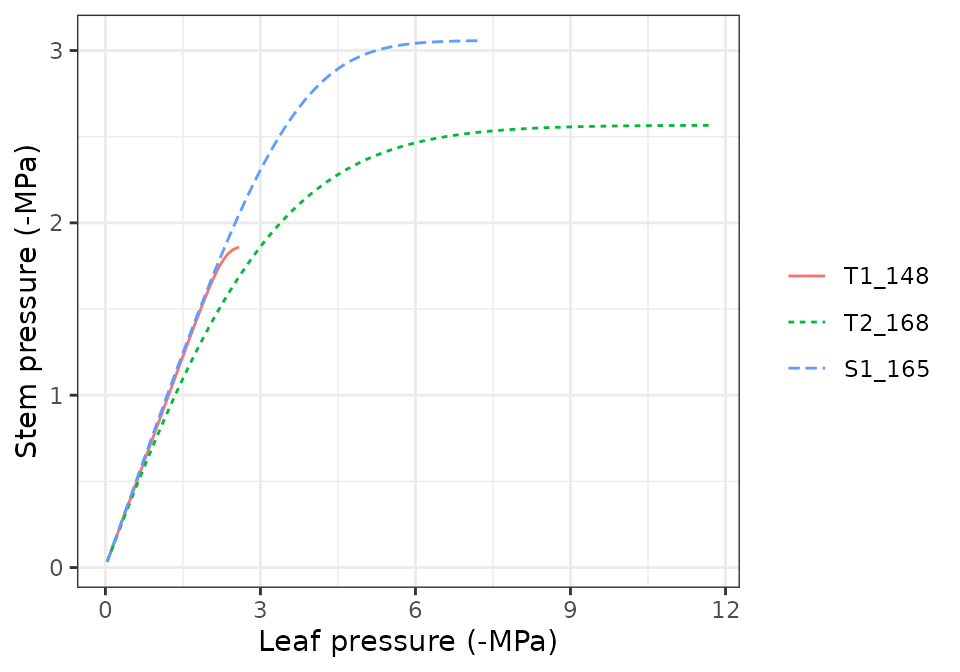 Stem pressure (-MPa)
3
2
1
0
0 3 6 9 12
Leaf pressure (-MPa)
T1_148
T2_168
S1_165